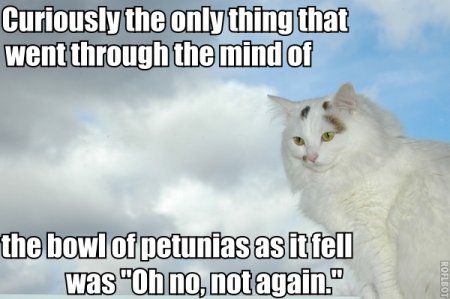 Curiously the only thing that
went through the mind of
the bowl of petunias as it fell
was "Oh no, not again."
ROFLBOT